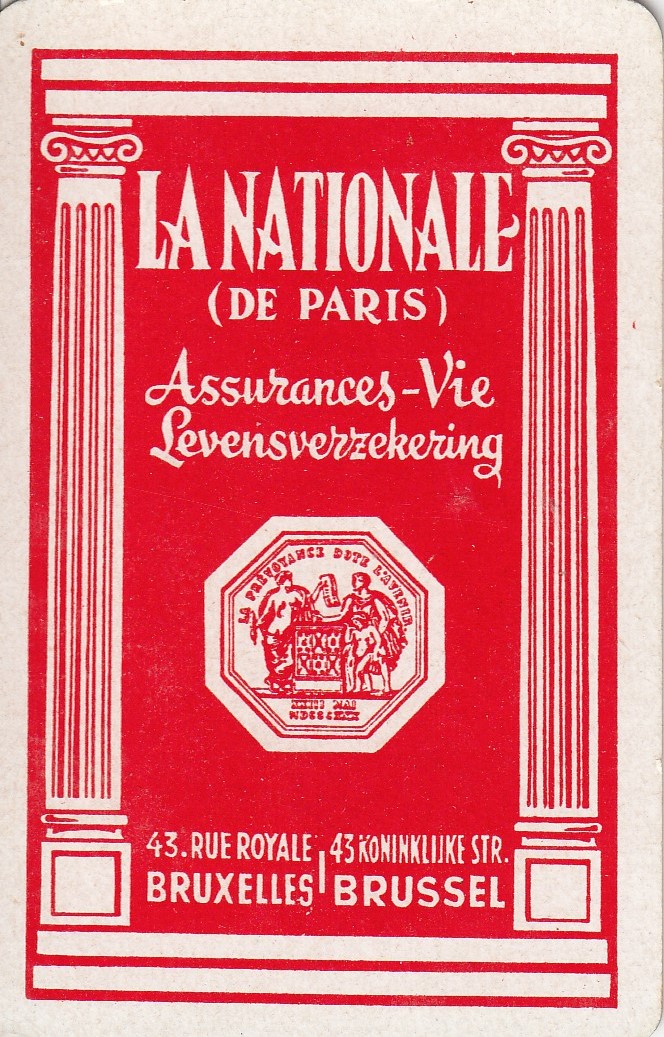 LA NATIONALE
(DE PARIS)
Assurances-Vie
Levensverzekering
LA PRÉVOYANCE DOTE L'AVENIR.
MAI
43. RUE ROYALE
BRUXELLES
43 KONINKLIJKE STR.
BRUSSEL